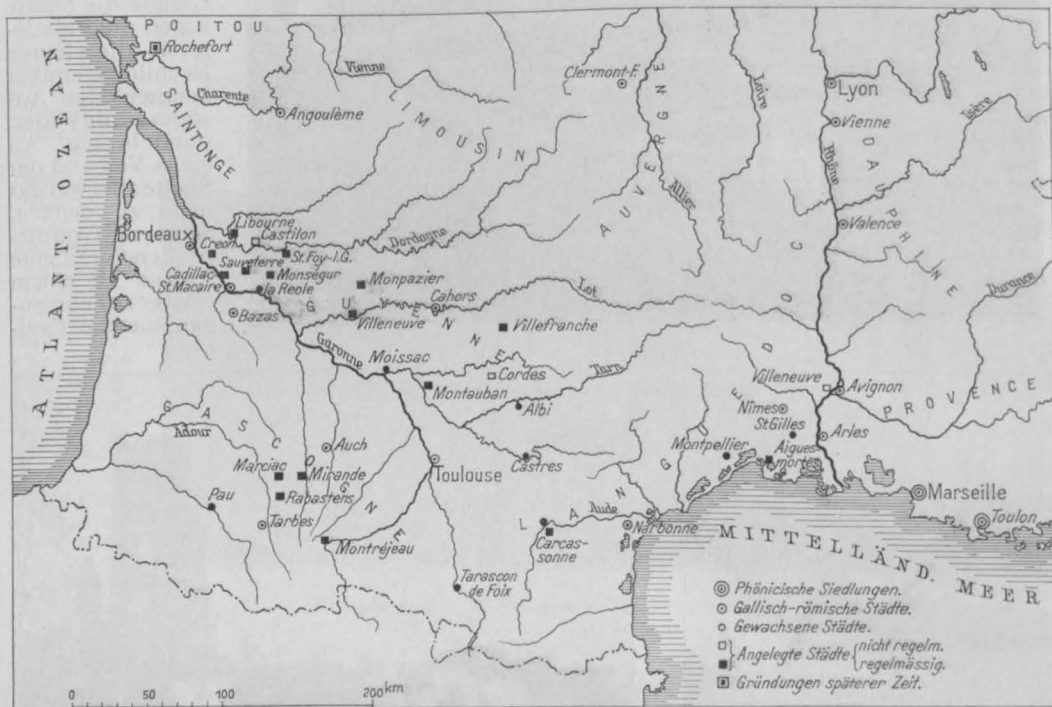 POITOU
Rochefort
Vienne
Clermont-F.
Loire
Lyon
Isère
SAINTONGE
Charente
Angoulême
LIMOUSIN
Vienne
ATLANT OZEAN
AUVERGNE
Allier
Rhône
DAUPHINE
Bordeaux
Libourne
Castilon
Creon
St.Foy-l.G.
Dordogne
Valence
Sauveterre
Cadillac
Monségur
St.Macaire
la Reole
Monpazier
Durance
Bazas
GUYENNE
Cahors
Lot
Villeneuve
Villefranche
Garonne
Moissac
Cordes
Tarn
Villeneuve
Avignon
Montauban
Albi
PROVENCE
Nîmes
St Gilles
GASCOGNE
Adour
Auch
Toulouse
Castres
Montpellier
Aigues
mortes
Arles
LANGUEDOC
Marciac
Mirande
Pau
Rabastens
Marseille
Tarbes
Aude
Narbonne
Toulon
Montréjeau
Carcas-
sonne
MITTELLÄND. MEER
Tarascon
de Foix
Phönicische Siedlungen.
Gallisch-römische Städte.
Gewachsene Städte.
Angelegte Städte nicht regelm.
regelmässig.
Gründungen späterer Zeit.
0 50 100 200 km